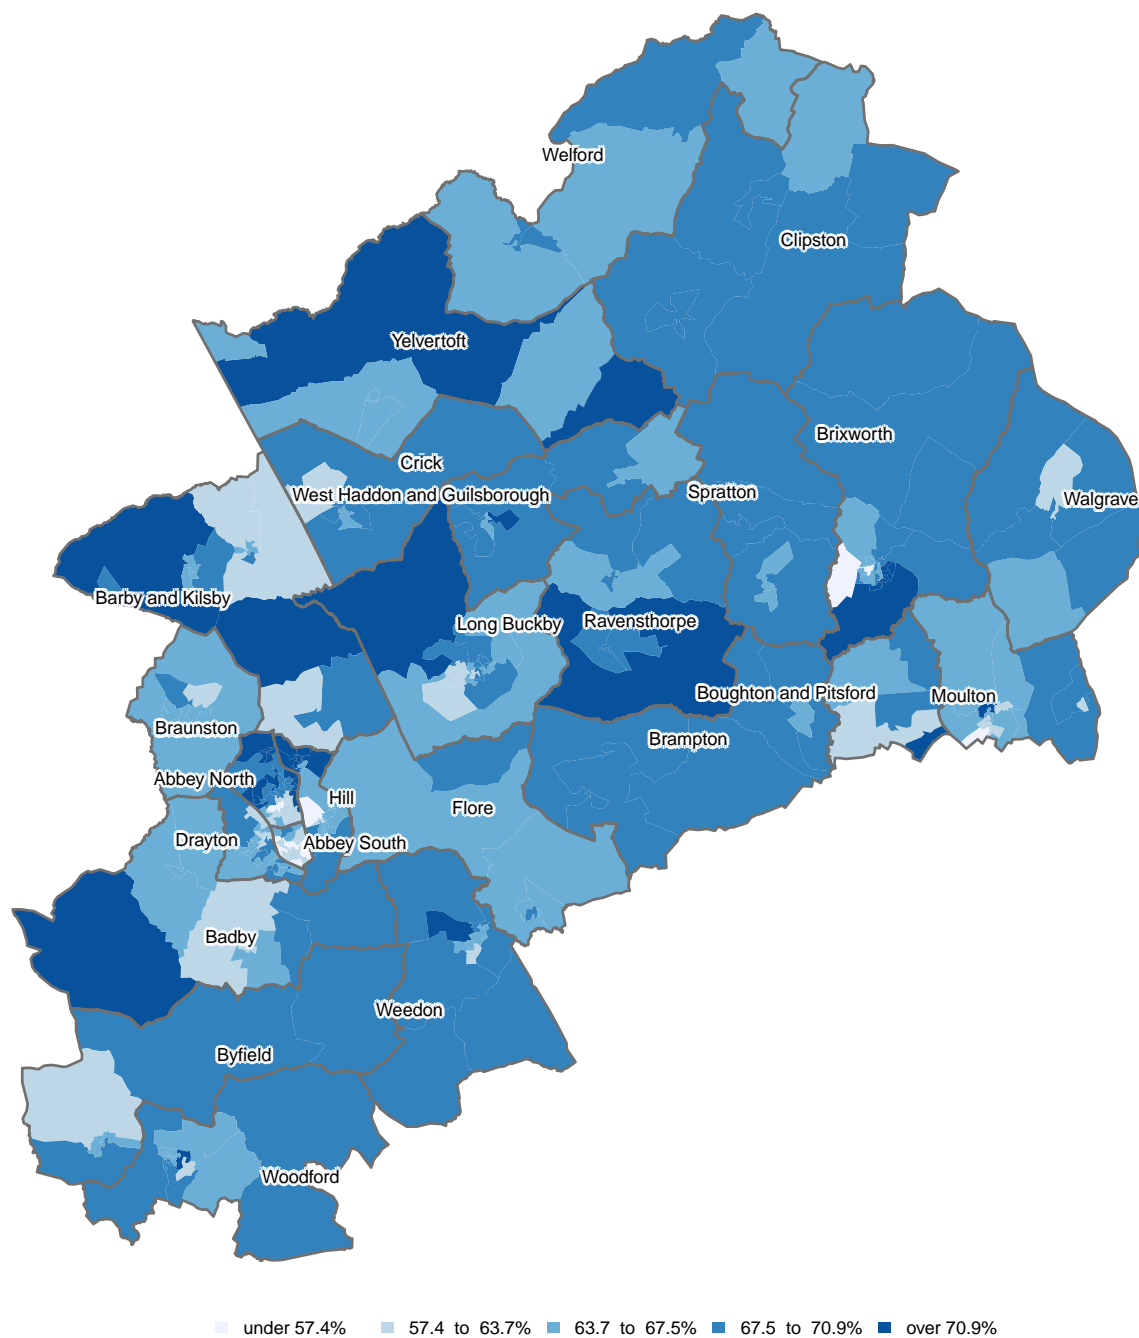 Welford
Clipston
Yelvertoft
Brixworth
Crick
West Haddon and Guilsborough
Spratton
Walgrave
Barby and Kilsby
Long Buckby
Ravensthorpe
Boughton and Pitsford
Moulton
Braunston
Brampton
Abbey North
Hill
Flore
Drayton
Abbey South
Badby
Weedon
Byfield
Woodford
under 57.4% 57.4 to 63.7% 63.7 to 67.5% 67.5 to 70.9% over 70.9%